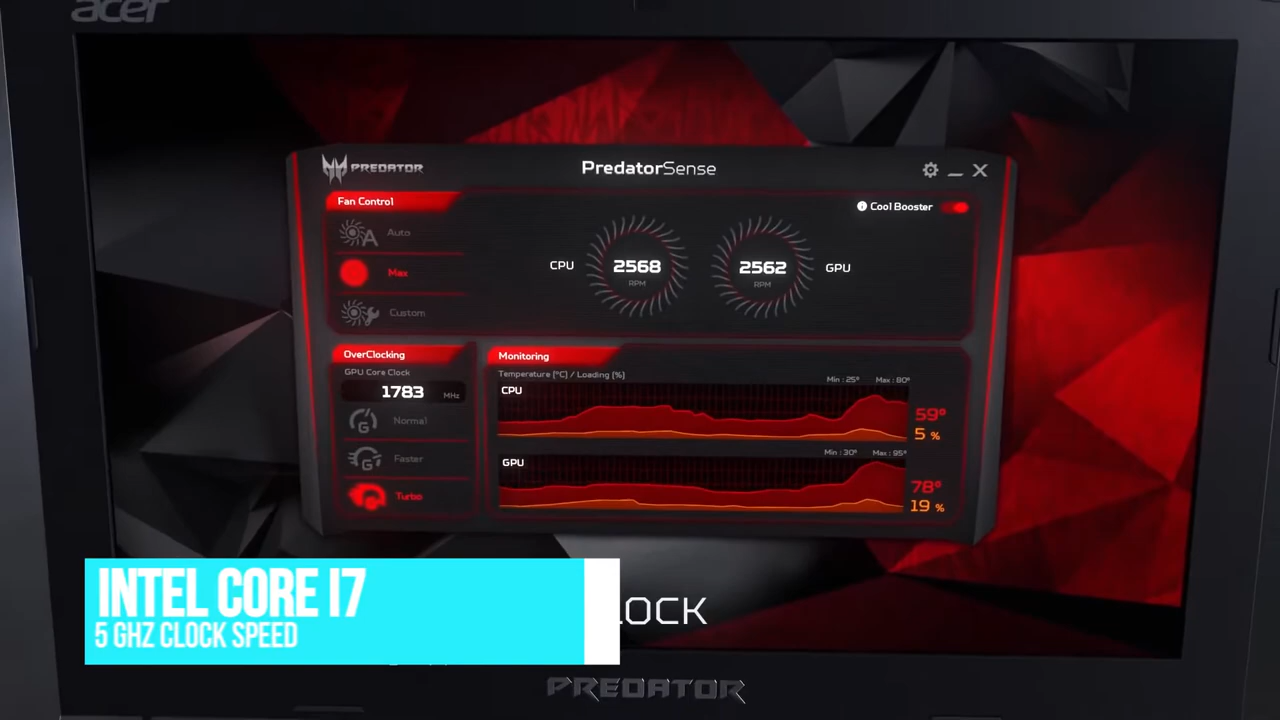 acer
PREDATOR
PredatorSense
Fan Control
Cool Booster
Auto
Max
Custom
CPU
2568
RPM
2562
RPM
GPU
OverClocking
GPU Core Clock
1783 MHz
Normal
Faster
Turbo
Monitoring
Temperature (°C) / Loading (%)
Min : 25° Max : 80°
CPU
59°
5 %
Min : 30° Max : 95°
GPU
78°
19 %
INTEL CORE I7
5 GHZ CLOCK SPEED
LOCK
PREDATOR